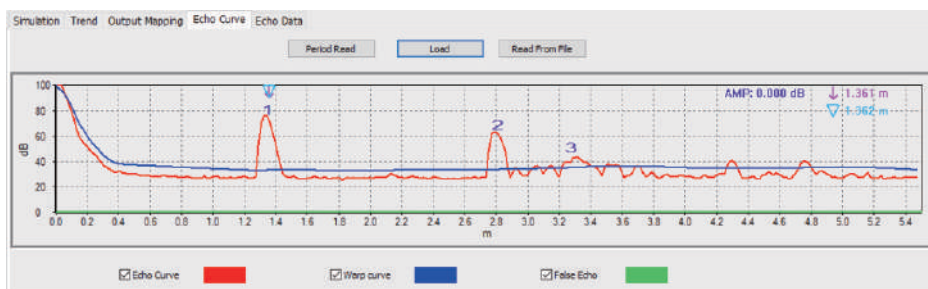 Simulation Trend Output Mapping Echo Curve Echo Data
Period Read Load Read From File
100
80
60
40
20
0
dB
AMP: 0.000 dB 1.361 m
1.362 m
1
2
3
0.0 0.2 0.4 0.6 0.8 1.0 1.2 1.4 1.6 1.8 2.0 2.2 2.4 2.6 2.8 3.0 3.2 3.4 3.6 3.8 4.0 4.2 4.4 4.6 4.8 5.0 5.2 5.4
m
Echo Curve Warp curve False Echo